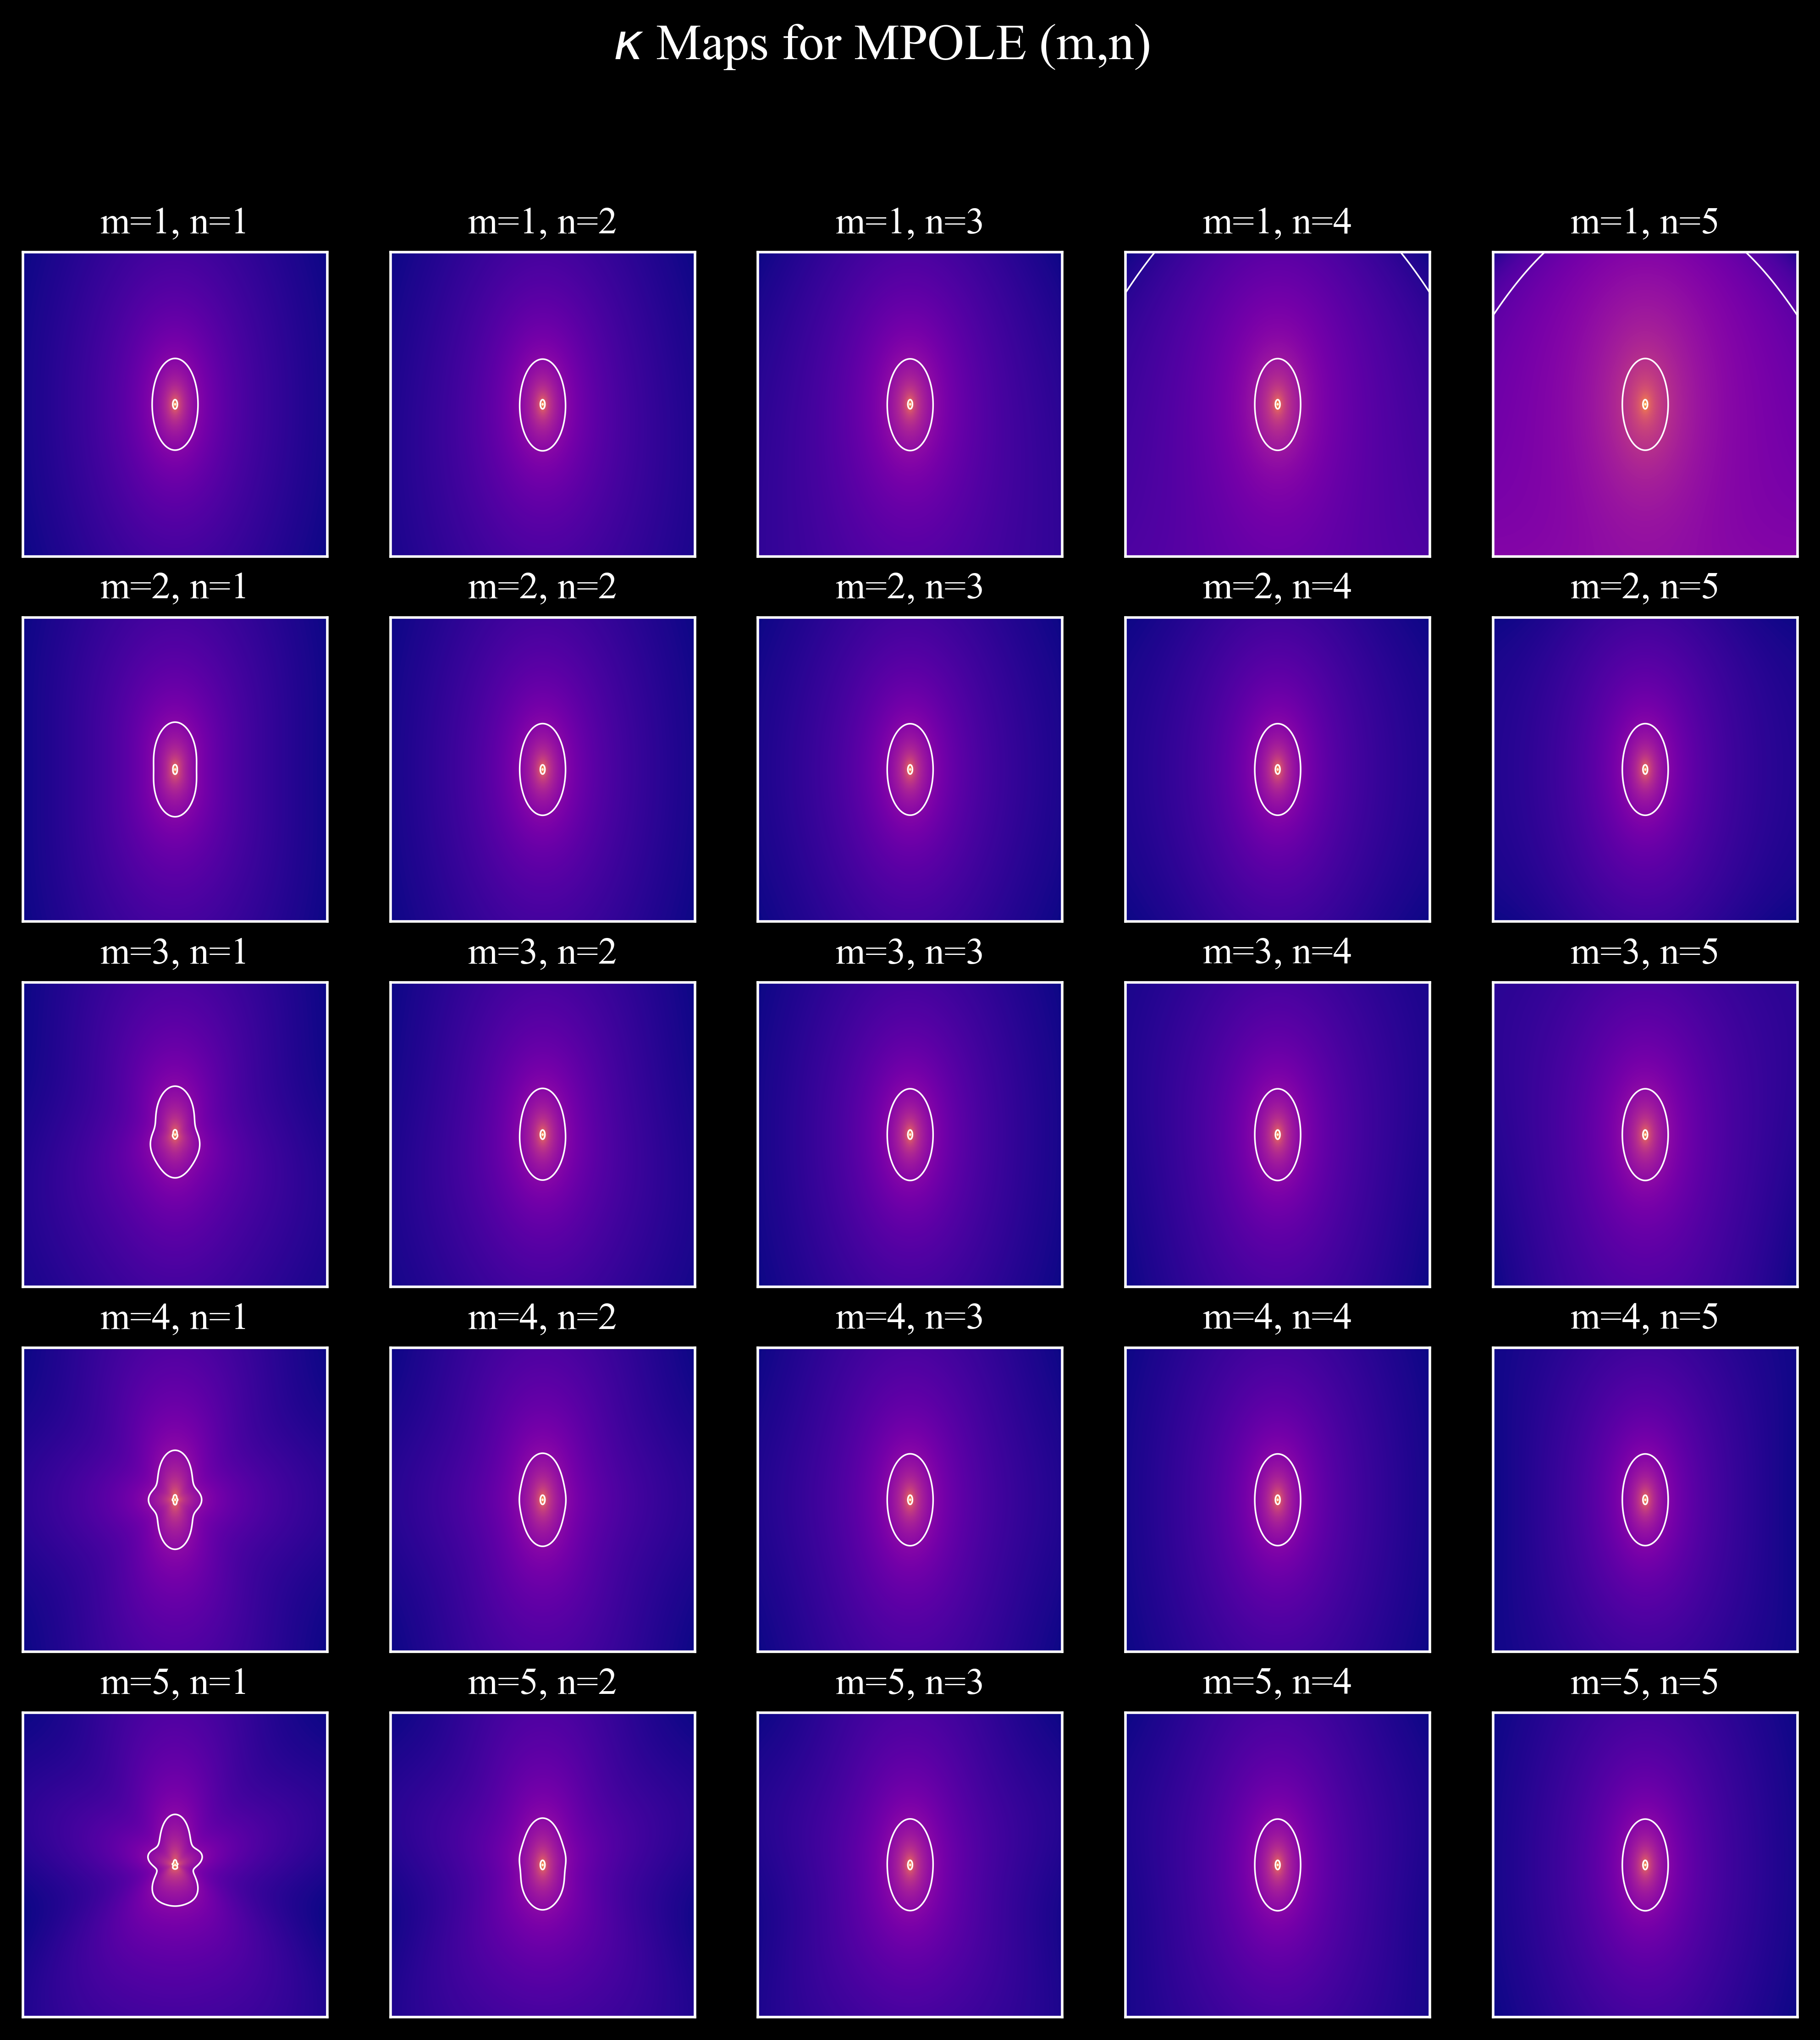 κ Maps for MPOLE (m,n)
m=1, n=1
m=1, n=2
m=1, n=3
m=1, n=4
m=1, n=5
m=2, n=1
m=2, n=2
m=2, n=3
m=2, n=4
m=2, n=5
m=3, n=1
m=3, n=2
m=3, n=3
m=3, n=4
m=3, n=5
m=4, n=1
m=4, n=2
m=4, n=3
m=4, n=4
m=4, n=5
m=5, n=1
m=5, n=2
m=5, n=3
m=5, n=4
m=5, n=5